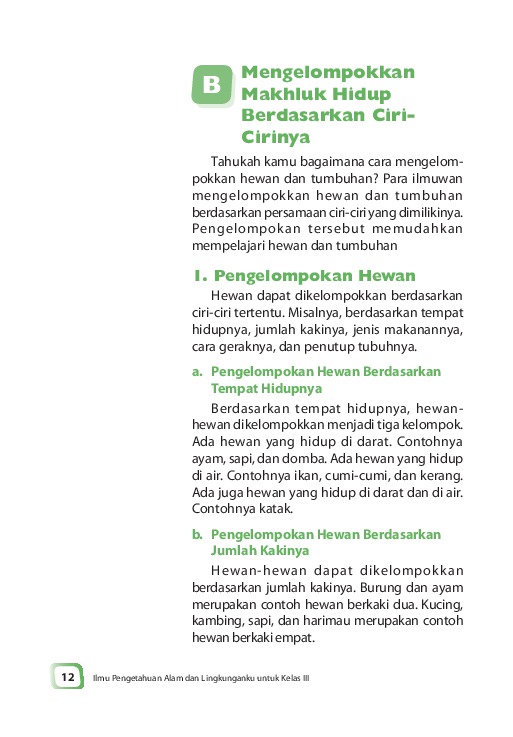 B
Mengelompokkan
Makhluk Hidup
Berdasarkan Ciri-
Cirinya
Tahukah kamu bagaimana cara mengelom-
pokkan hewan dan tumbuhan? Para ilmuwan
mengelompokkan hewan dan tumbuhan
berdasarkan persamaan ciri-ciri yang dimilikinya.
Pengelompokan tersebut memudahkan
mempelajari hewan dan tumbuhan
1. Pengelompokan Hewan
Hewan dapat dikelompokkan berdasarkan
ciri-ciri tertentu. Misalnya, berdasarkan tempat
hidupnya, jumlah kakinya, jenis makanannya,
cara geraknya, dan penutup tubuhnya.
a. Pengelompokan Hewan Berdasarkan
Tempat Hidupnya
Berdasarkan tempat hidupnya, hewan-
hewan dikelompokkan menjadi tiga kelompok.
Ada hewan yang hidup di darat. Contohnya
ayam, sapi, dan domba. Ada hewan yang hidup
di air. Contohnya ikan, cumi-cumi, dan kerang.
Ada juga hewan yang hidup di darat dan di air.
Contohnya katak.
b. Pengelompokan Hewan Berdasarkan
Jumlah Kakinya
Hewan-hewan dapat dikelompokkan
berdasarkan jumlah kakinya. Burung dan ayam
merupakan contoh hewan berkaki dua. Kucing,
kambing, sapi, dan harimau merupakan contoh
hewan berkaki empat.
12 Ilmu Pengetahuan Alam dan Lingkunganku untuk Kelas III